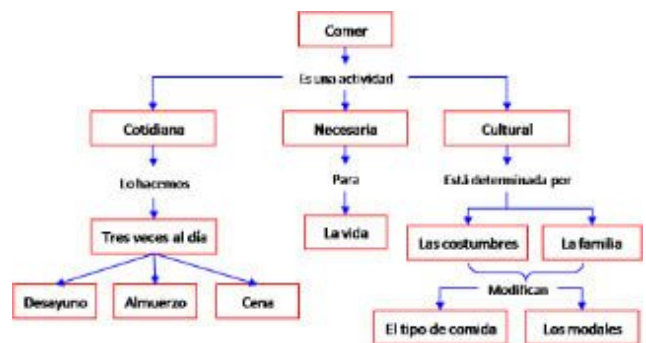 Comer
Es una actividad
Cotidiana
Necesaria
Cultural
Lo hacemos
Para
Está determinada por
Tres veces al día
La vida
Las costumbres
La familia
Modifican
Desayuno
Almuerzo
Cena
El tipo de comida
Los modales